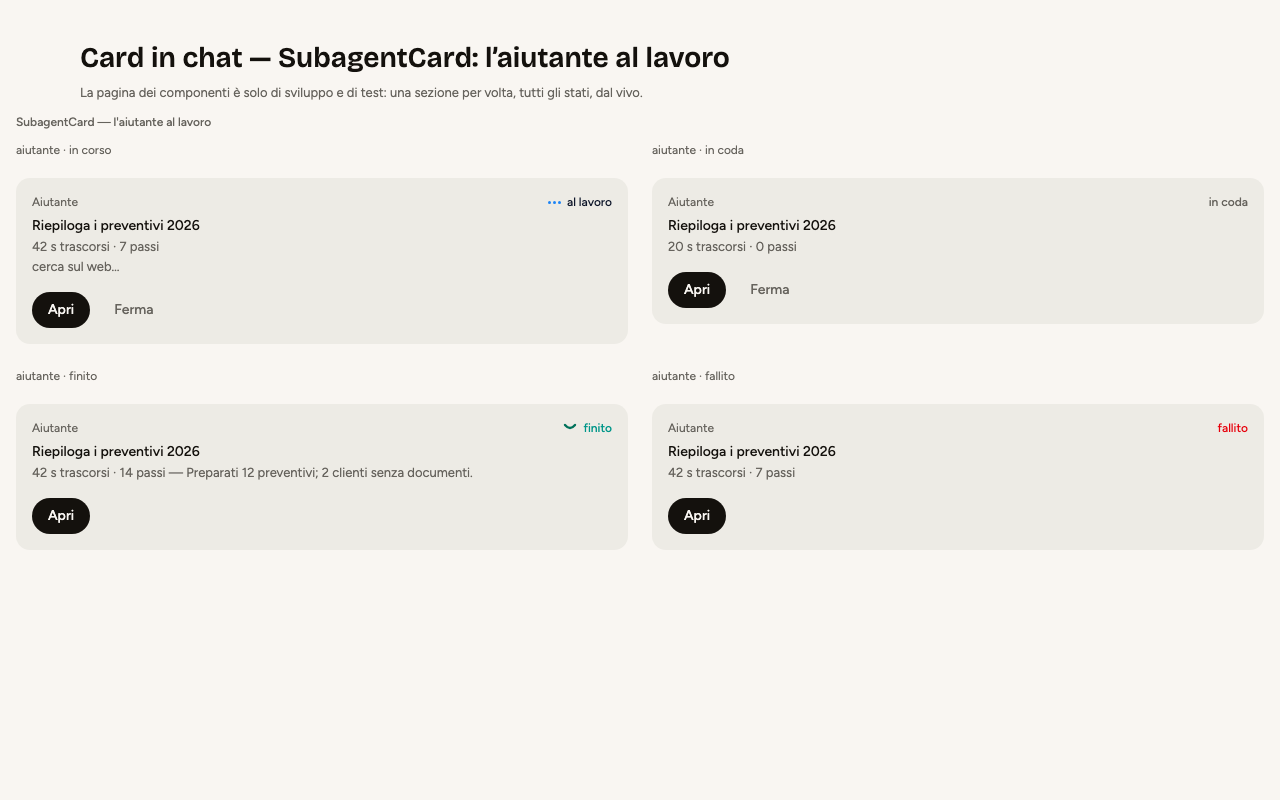 Card in chat — SubagentCard: l’aiutante al lavoro
La pagina dei componenti è solo di sviluppo e di test: una sezione per volta, tutti gli stati, dal vivo.
SubagentCard — l'aiutante al lavoro
aiutante · in corso
Aiutante
al lavoro
Riepiloga i preventivi 2026
42 s trascorsi · 7 passi
cerca sul web…
Apri
Ferma
aiutante · in coda
Aiutante
in coda
Riepiloga i preventivi 2026
20 s trascorsi · 0 passi
Apri
Ferma
aiutante · finito
Aiutante
finito
Riepiloga i preventivi 2026
42 s trascorsi · 14 passi — Preparati 12 preventivi; 2 clienti senza documenti.
Apri
aiutante · fallito
Aiutante
fallito
Riepiloga i preventivi 2026
42 s trascorsi · 7 passi
Apri